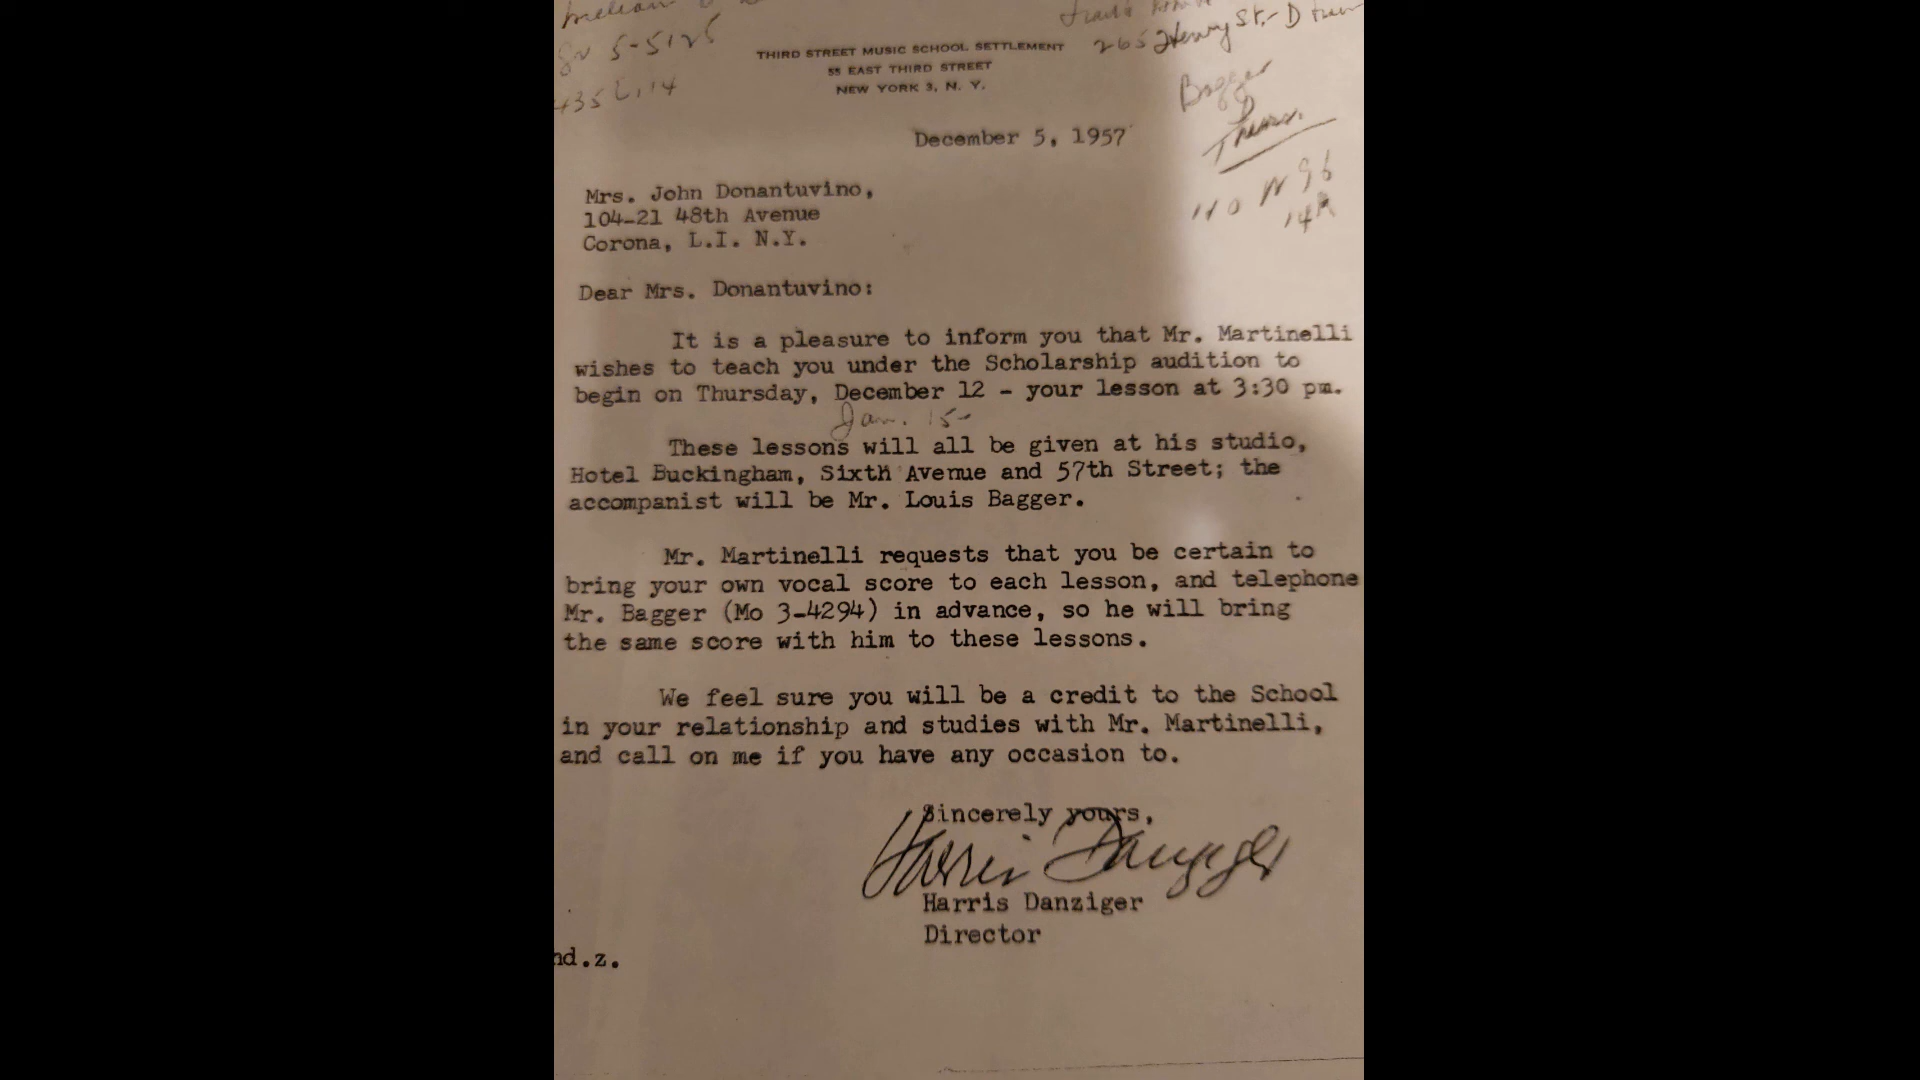 265 Henry St.- D
5-5125
THIRD STREET MUSIC SCHOOL SETTLEMENT
55 EAST THIRD STREET
NEW YORK 3, N. Y.
435 E. 14
Bagger
Thurs.
110 W 96
14R
December 5, 1957
Mrs. John Donantuvino,
104-21 48th Avenue
Corona, L.I. N.Y.
Dear Mrs. Donantuvino:
It is a pleasure to inform you that Mr. Martinelli
wishes to teach you under the Scholarship audition to
begin on Thursday, December 12 - your lesson at 3:30 pm.
Jan. 15-
These lessons will all be given at his studio,
Hotel Buckingham, Sixth Avenue and 57th Street; the
accompanist will be Mr. Louis Bagger.
Mr. Martinelli requests that you be certain to
bring your own vocal score to each lesson, and telephone
Mr. Bagger (Mo 3-4294) in advance, so he will bring
the same score with him to these lessons.
We feel sure you will be a credit to the School
in your relationship and studies with Mr. Martinelli,
and call on me if you have any occasion to.
Sincerely yours,
Harris Danziger
Harris Danziger
Director
hd.z.